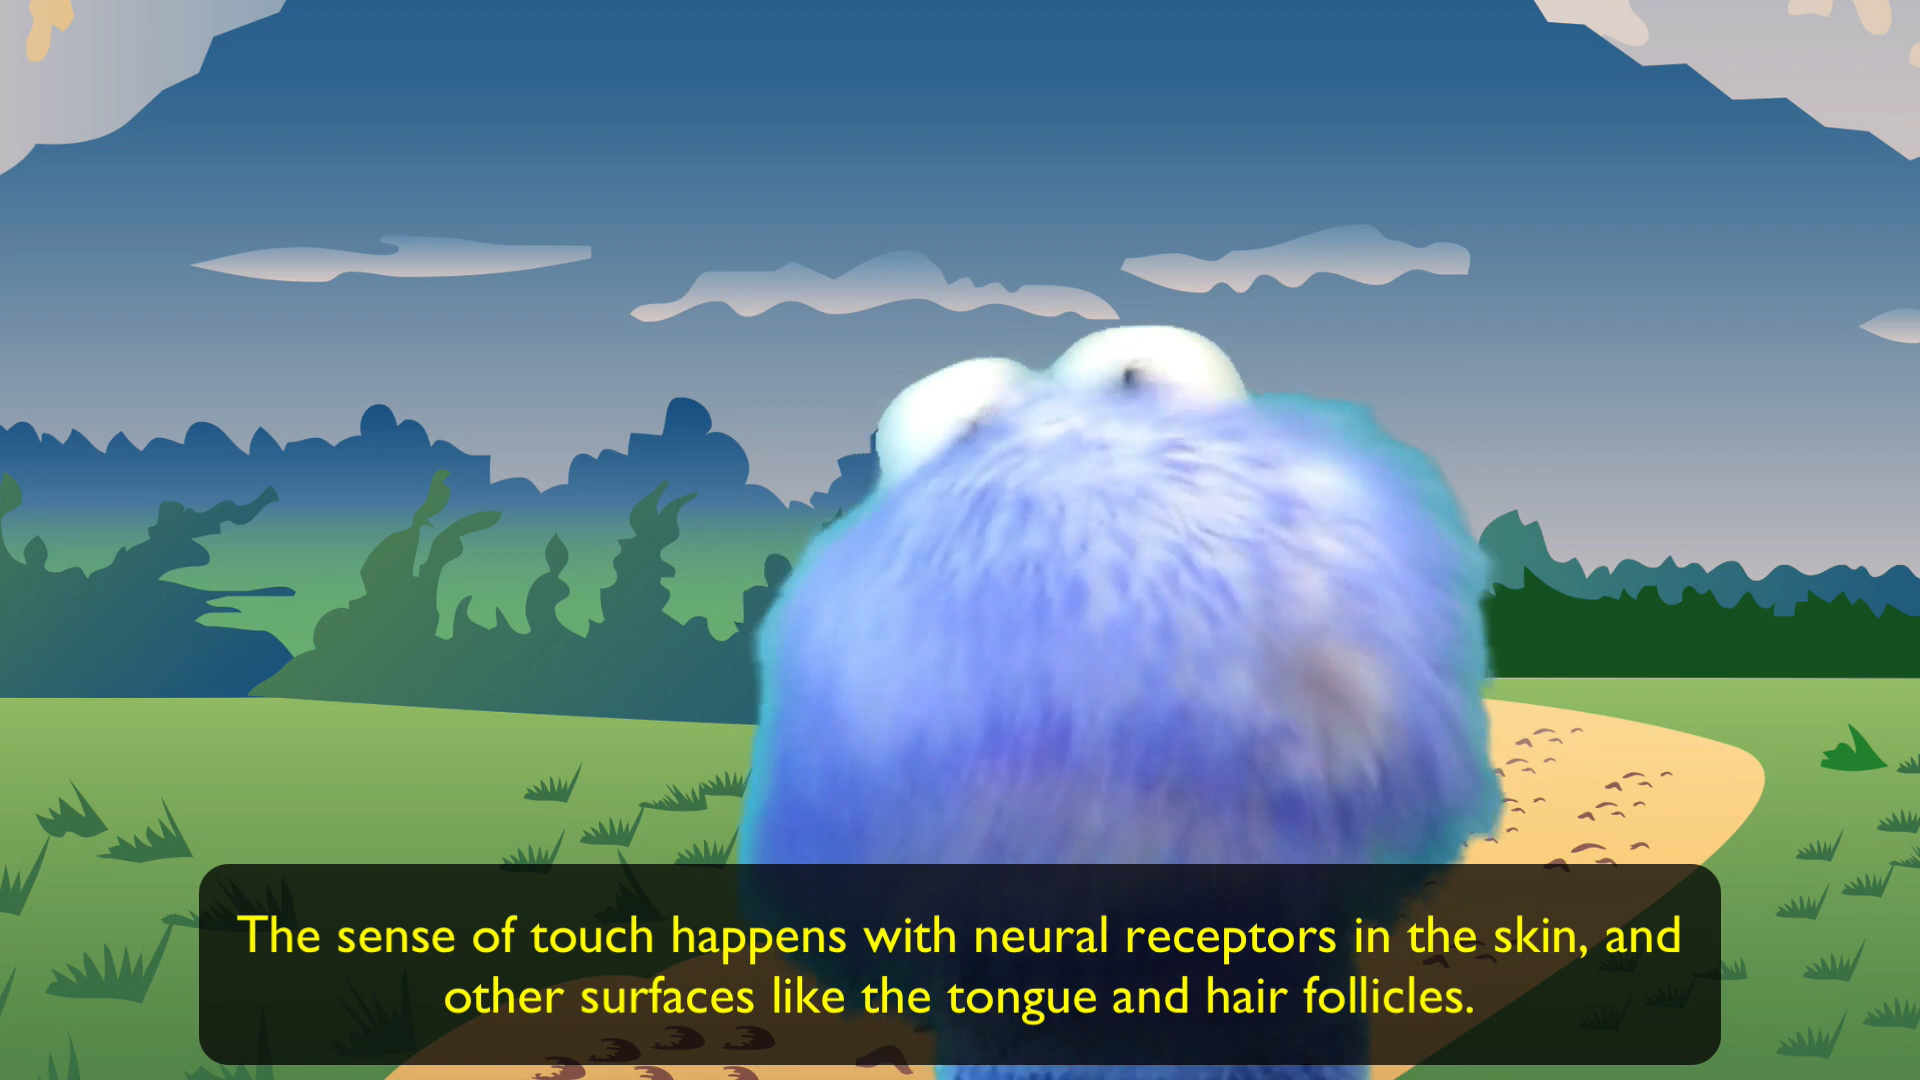 The sense of touch happens with neural receptors in the skin, and
other surfaces like the tongue and hair follicles.